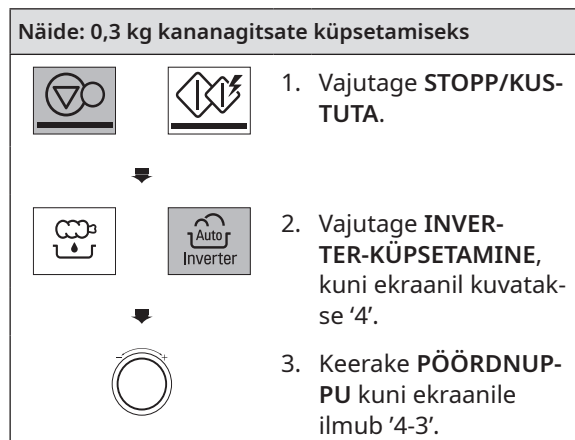 Näide: 0,3 kg kananagitsate küpsetamiseks
1. Vajutage STOPP/KUS-
TUTA.
Auto
Inverter
2. Vajutage INVER-
TER-KÜPSETAMINE,
kuni ekraanil kuvatak-
se ‘4’.
- +
3. Keerake PÖÖRDNUP-
PU kuni ekraanile
ilmub ’4-3’.